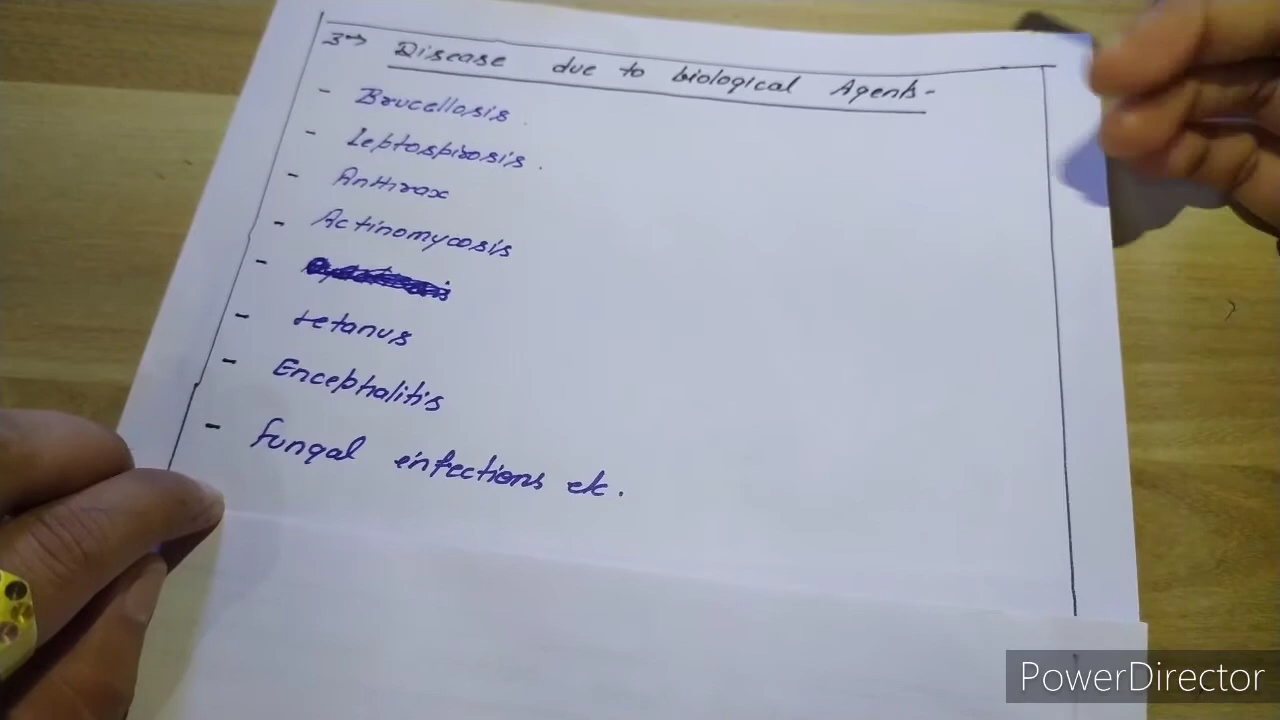 3→ Disease due to biological Agents-
- Brucellosis.
- Leptospirosis.
- Anthrax
- Actinomycosis
-
- tetanus
- Encephalitis
- fungal infections etc.
PowerDirector